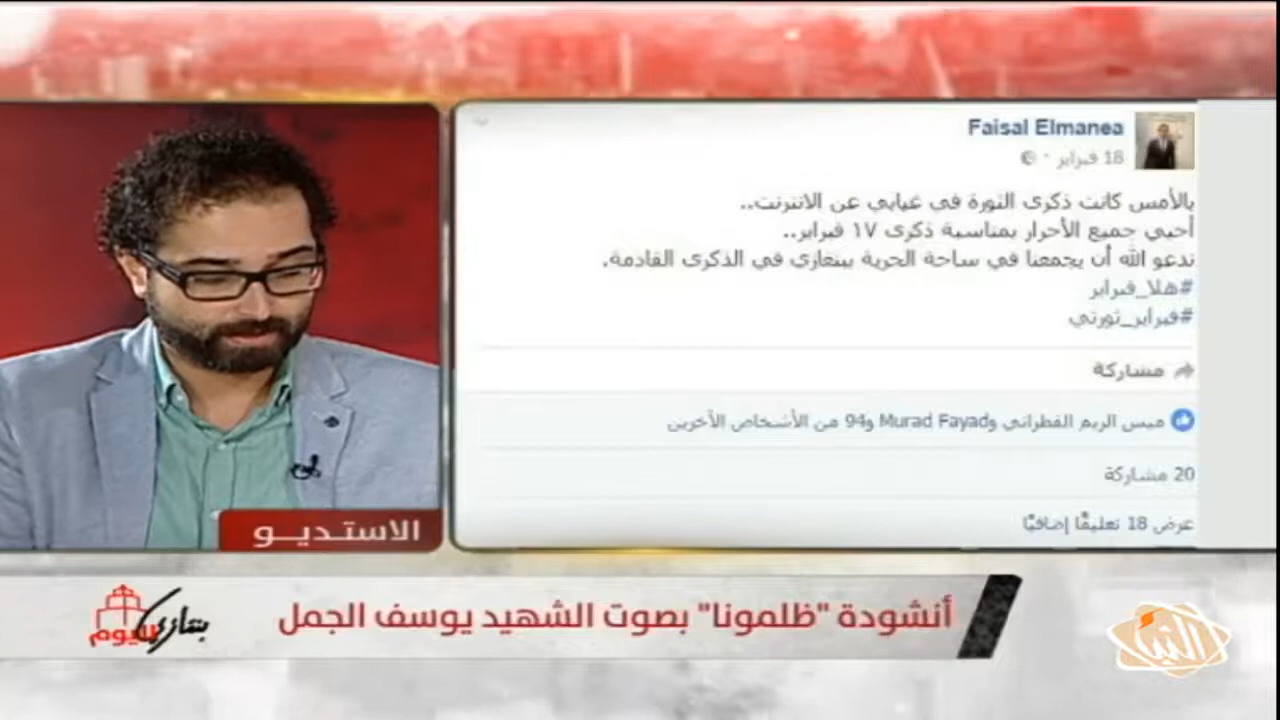 Faisal Elmanea
18 فبراير ·
بالأمس كانت ذكرى الثورة في غيابي عن الانترنت..
أحيي جميع الأحرار بمناسبة ذكرى ١٧ فبراير..
ندعو الله أن يجمعنا في ساحة الحرية ببنغازي في الذكرى القادمة.
#هلا_فبراير
#فبراير_ثورتي
مشاركة
ميس الريم القطراني وMurad Fayad و94 من الأشخاص الآخرين
20 مشاركة
عرض 18 تعليقًا إضافيًا
الاستديو
أنشودة "ظلمونا" بصوت الشهيد يوسف الجمل
بنغازي اليوم
النبأ